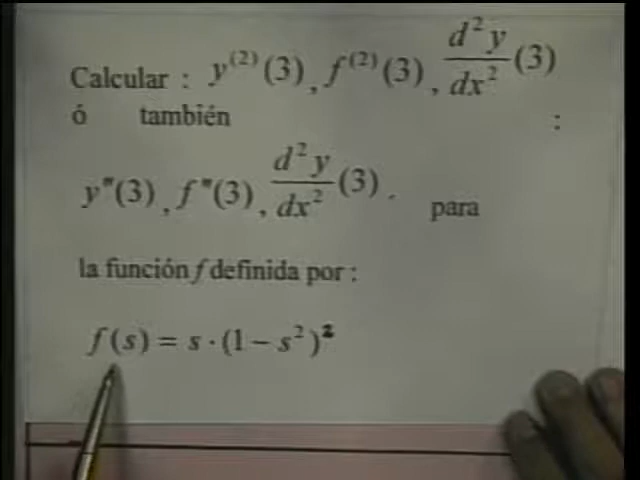 Calcular : y⁽²⁾(3) , f⁽²⁾(3) , d²y/dx² (3)
ó también :
y"(3) , f"(3) , d²y/dx² (3) . para
la función f definida por :
f(s) = s · (1 − s²)²